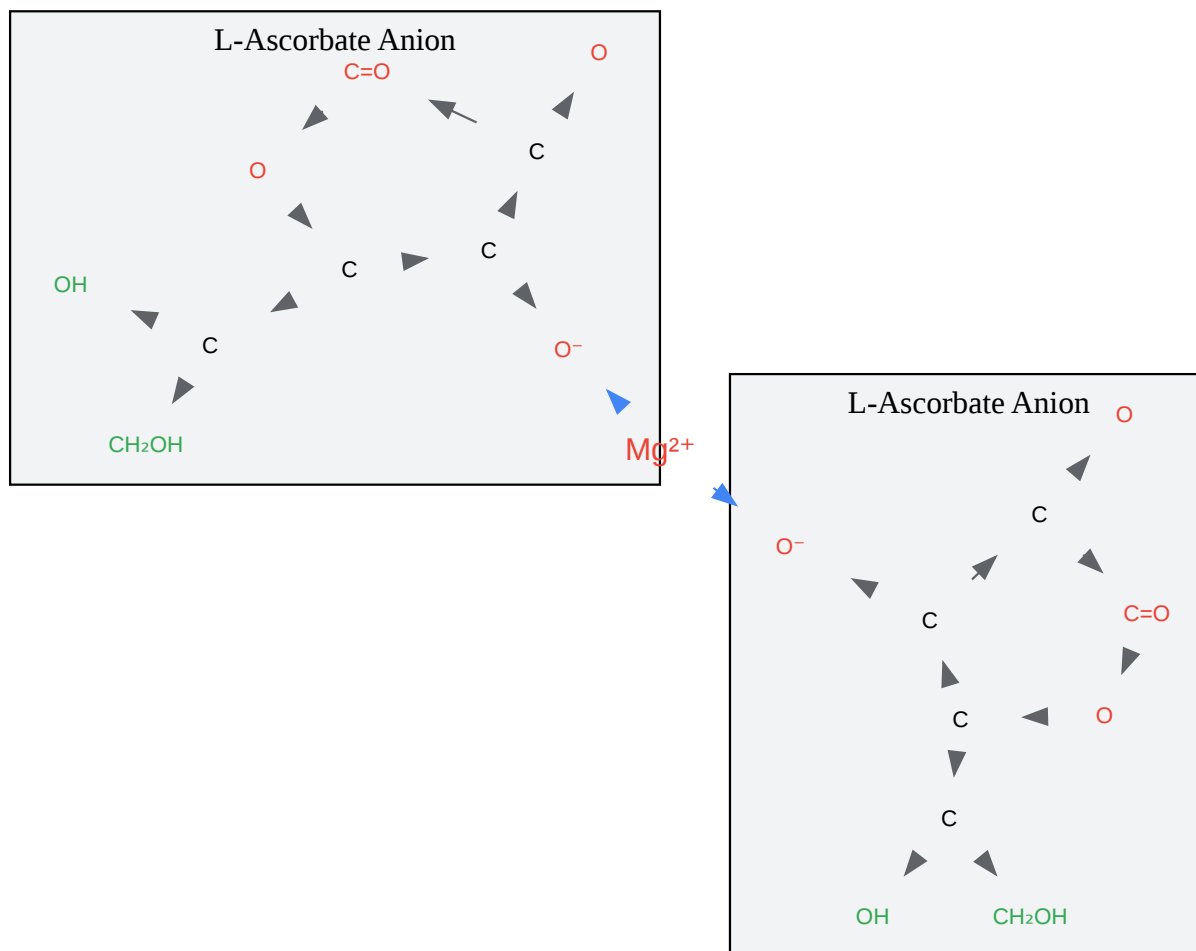 L-Ascorbate Anion
O
C=O
C
O
C
C
OH
C
O⁻
CH₂OH
Mg²⁺
L-Ascorbate Anion
O
C
O⁻
C=O
C
O
C
C
OH
CH₂OH